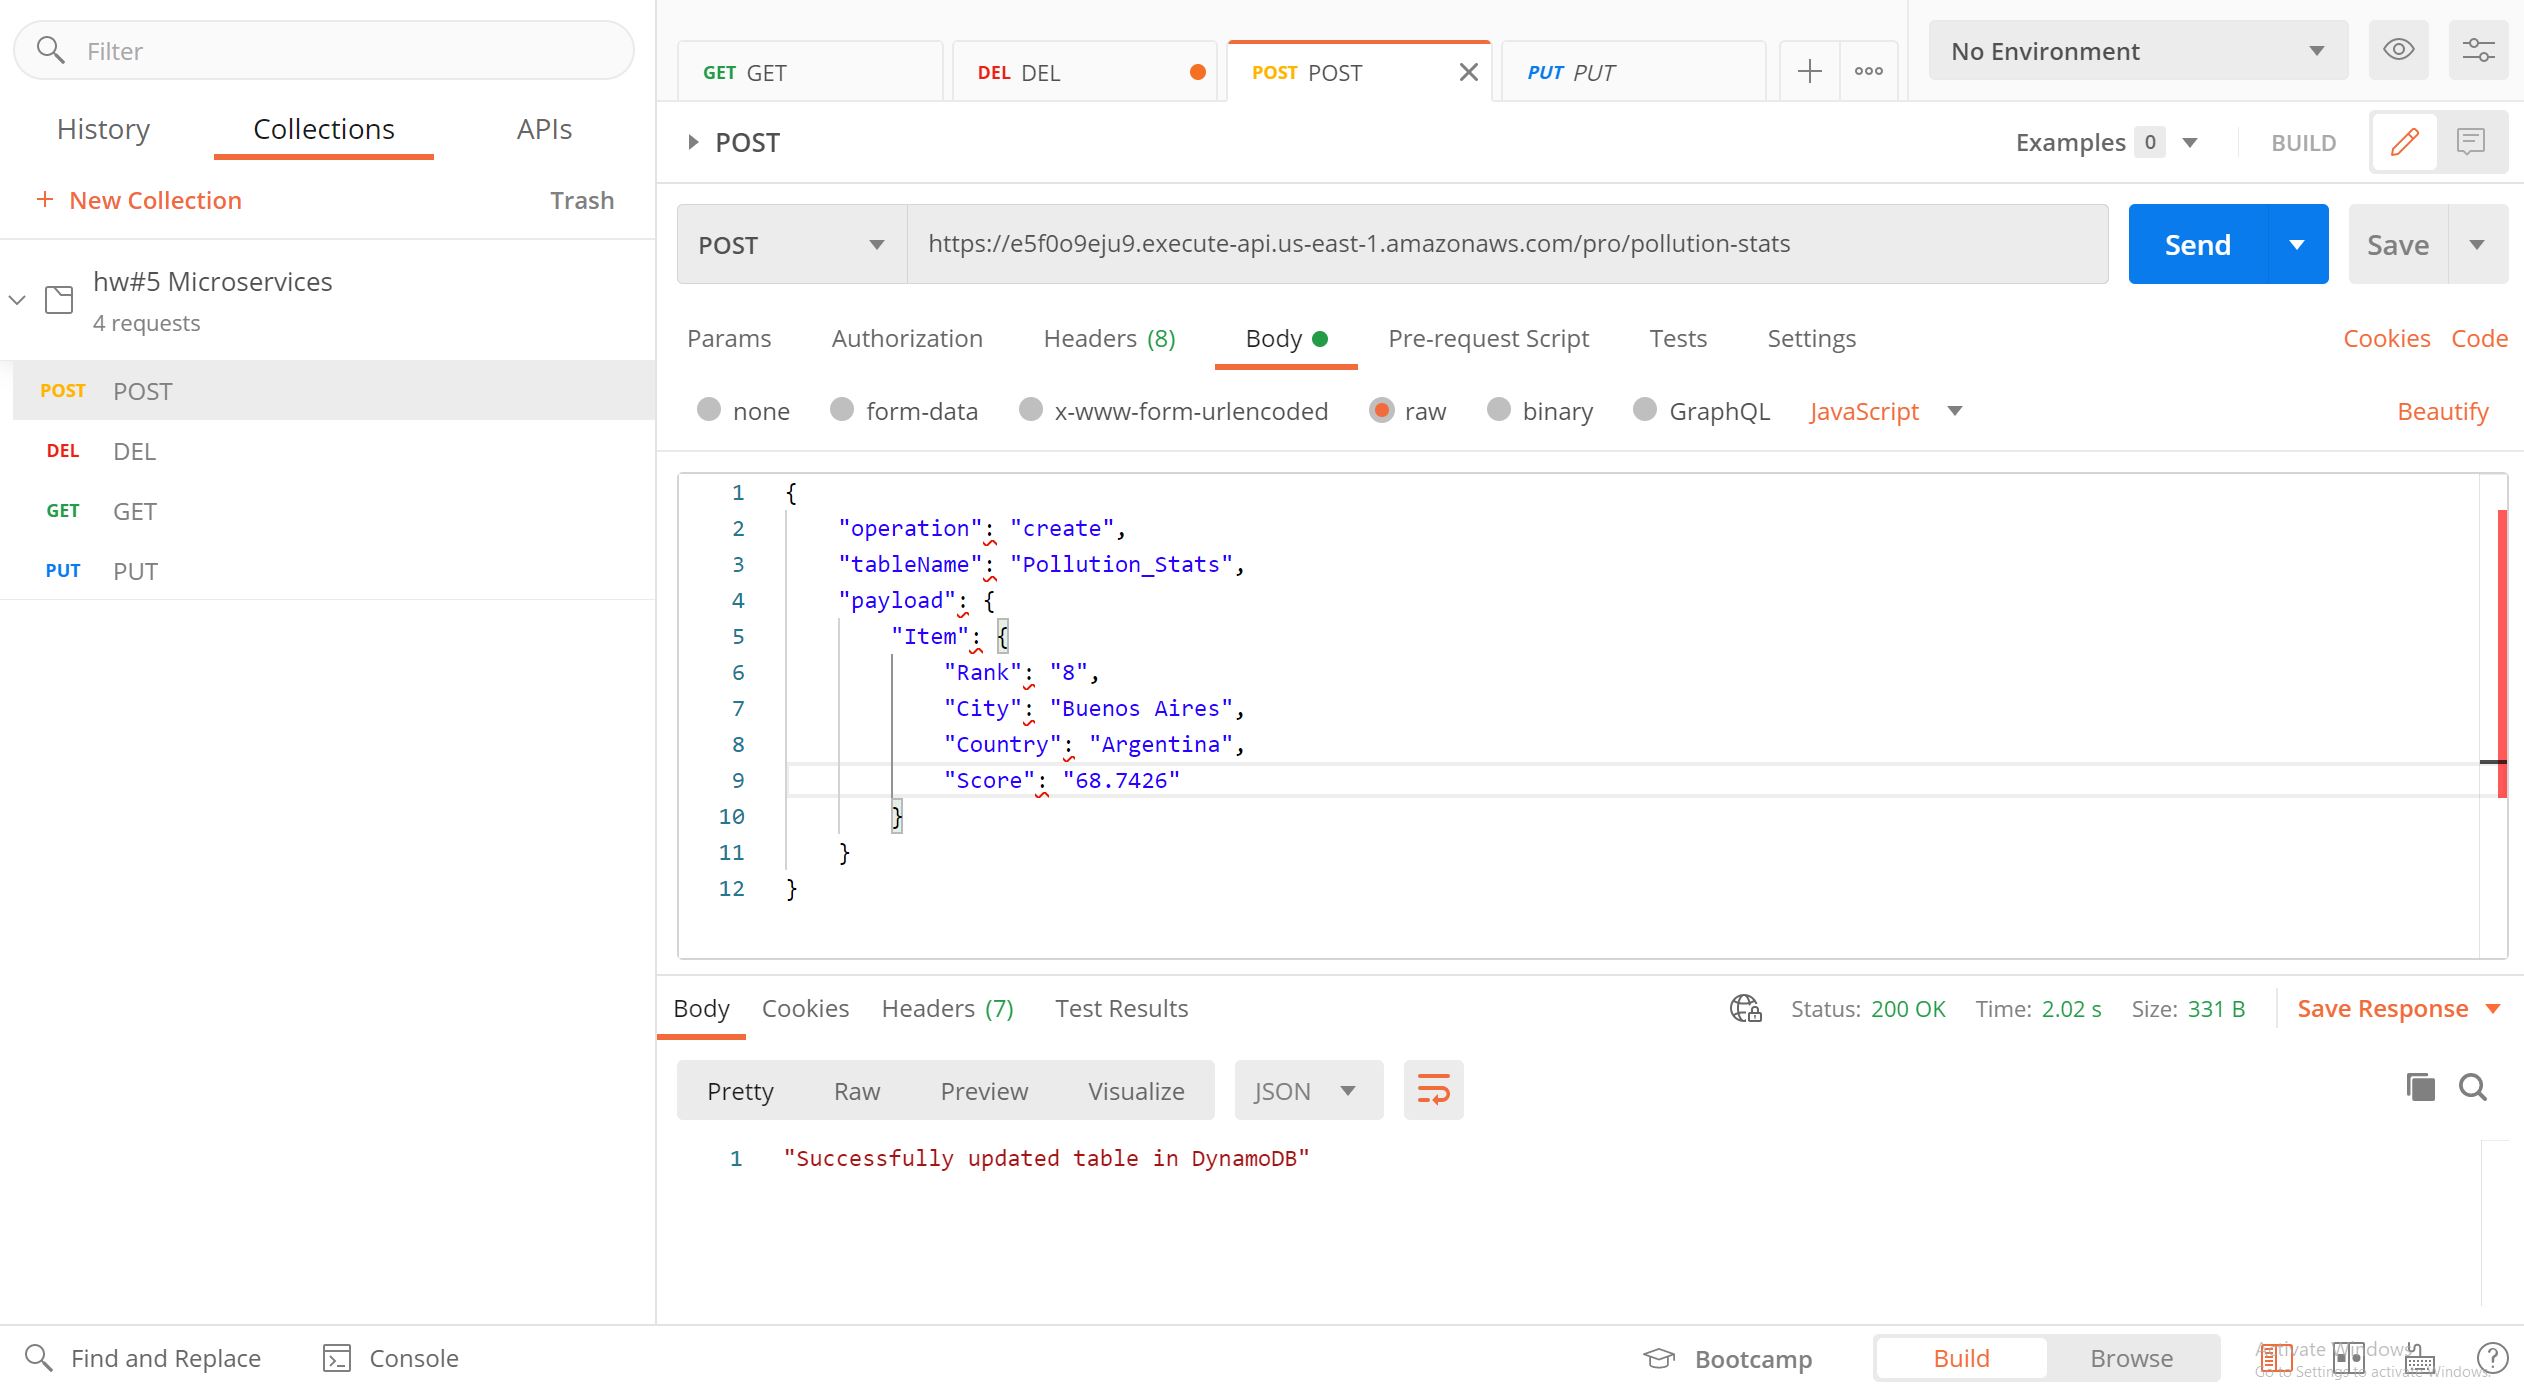 Filter
History Collections APIs
+ New Collection Trash
hw#5 Microservices
4 requests
POST POST
DEL DEL
GET GET
PUT PUT
GET GET DEL DEL POST POST PUT PUT
No Environment
POST
Examples 0 BUILD
POST https://e5f0o9eju9.execute-api.us-east-1.amazonaws.com/pro/pollution-stats Send Save
Params Authorization Headers (8) Body Pre-request Script Tests Settings Cookies Code
none form-data x-www-form-urlencoded raw binary GraphQL JavaScript Beautify
1 {
2 "operation": "create",
3 "tableName": "Pollution_Stats",
4 "payload": {
5 "Item": {
6 "Rank": "8",
7 "City": "Buenos Aires",
8 "Country": "Argentina",
9 "Score": "68.7426"
10 }
11 }
12 }
Body Cookies Headers (7) Test Results Status: 200 OK Time: 2.02 s Size: 331 B Save Response
Pretty Raw Preview Visualize JSON
1 "Successfully updated table in DynamoDB"
Find and Replace Console Bootcamp Build Browse
Activate Windows
Go to Settings to activate Windows.